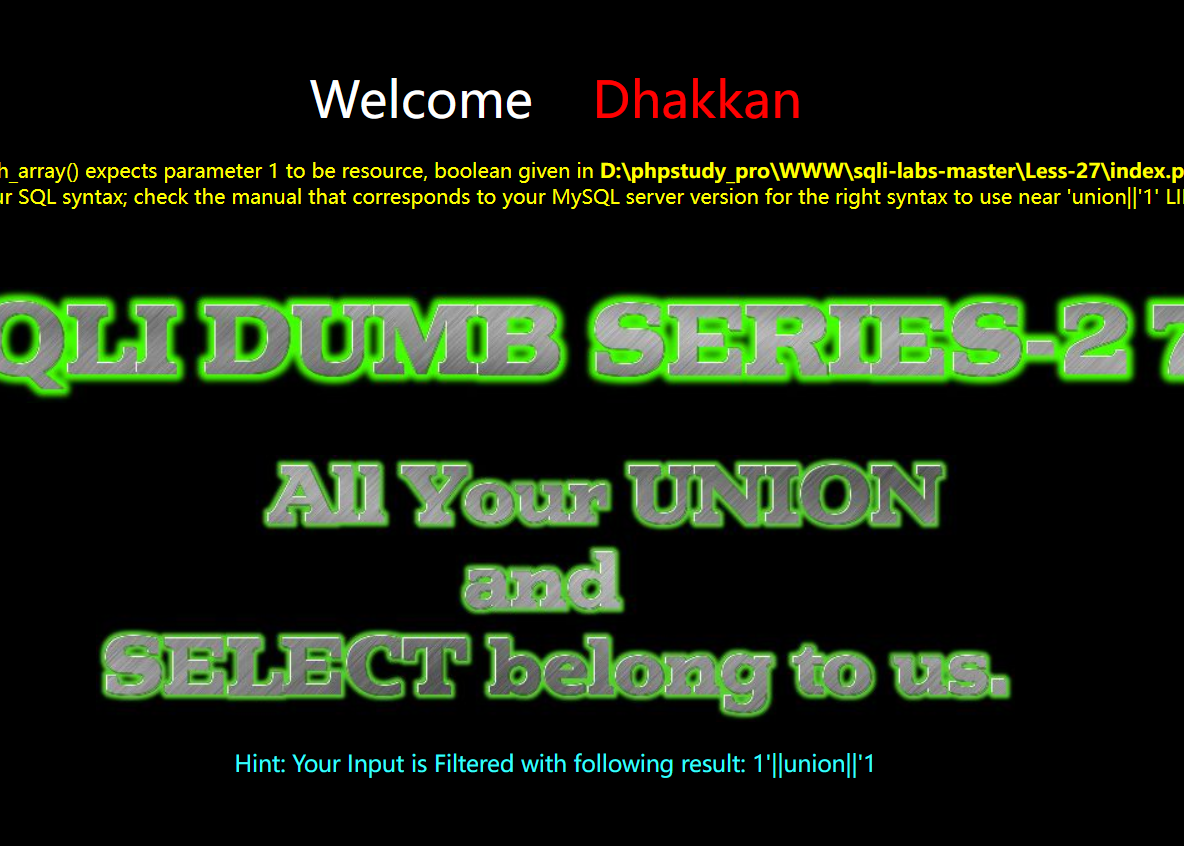 Welcome Dhakkan
h_array() expects parameter 1 to be resource, boolean given in D:\phpstudy_pro\WWW\sqli-labs-master\Less-27\index.p
ur SQL syntax; check the manual that corresponds to your MySQL server version for the right syntax to use near 'union||'1' LI
QLI DUMB SERIES-2 7
All Your UNION
and
SELECT belong to us.
Hint: Your Input is Filtered with following result: 1'||union||'1